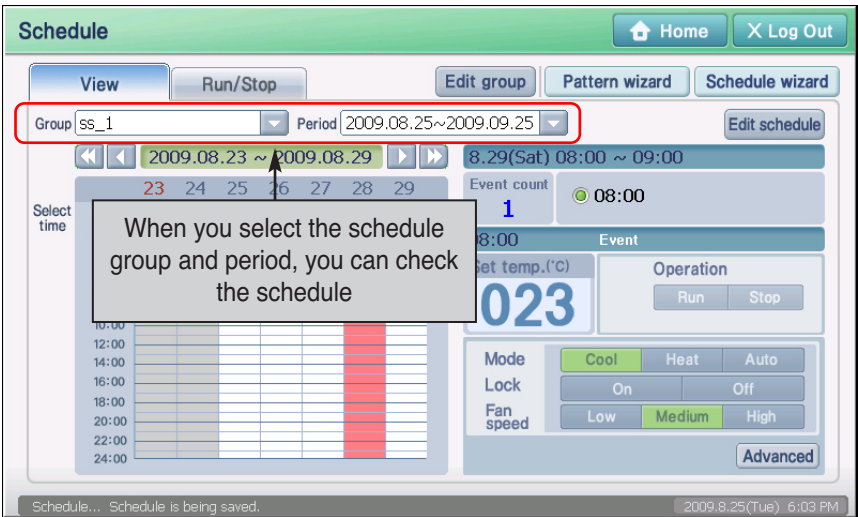 Schedule
Home
X Log Out
View
Run/Stop
Edit group
Pattern wizard
Schedule wizard
Group
ss_1
Period
2009.08.25~2009.09.25
Edit schedule
2009.08.23 ~ 2009.08.29
8.29(Sat) 08:00 ~ 09:00
23 24 25 26 27 28 29
Select
time
Event count
1
08:00
When you select the schedule
group and period, you can check
the schedule
08:00
Event
Set temp.(°C)
023
Operation
Run
Stop
10:00
12:00
14:00
16:00
18:00
20:00
22:00
24:00
Mode
Cool
Heat
Auto
Lock
On
Off
Fan
speed
Low
Medium
High
Advanced
Schedule... Schedule is being saved.
2009.8.25(Tue) 6:03 PM